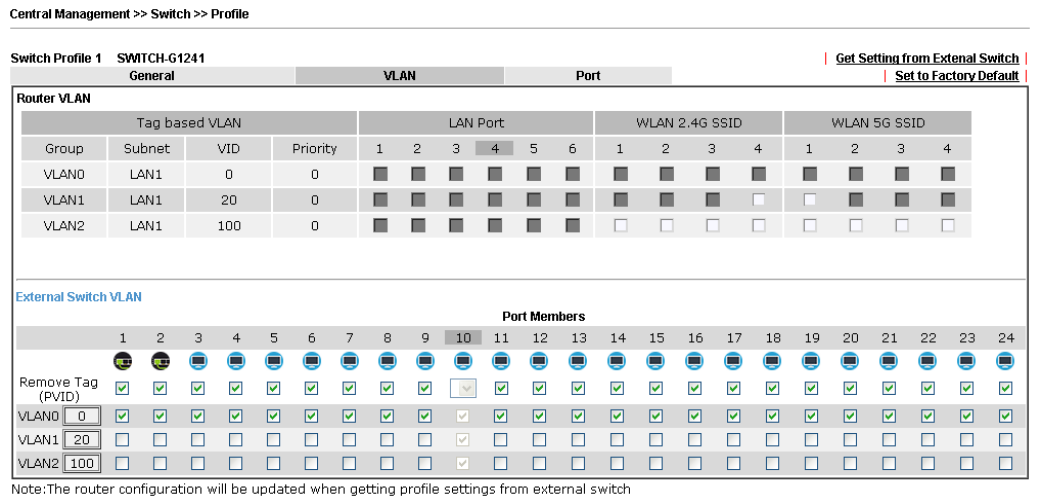 Central Management >> Switch >> Profile
Switch Profile 1 SWITCH-G1241
| Get Setting from Extenal Switch |
General VLAN Port
| Set to Factory Default |
Router VLAN
Tag based VLAN LAN Port WLAN 2.4G SSID WLAN 5G SSID
Group Subnet VID Priority 1 2 3 4 5 6 1 2 3 4 1 2 3 4
VLAN0 LAN1 0 0
VLAN1 LAN1 20 0
VLAN2 LAN1 100 0
External Switch VLAN
Port Members
1 2 3 4 5 6 7 8 9 10 11 12 13 14 15 16 17 18 19 20 21 22 23 24
Remove Tag
(PVID)
VLAN0 0
VLAN1 20
VLAN2 100
Note:The router configuration will be updated when getting profile settings from external switch